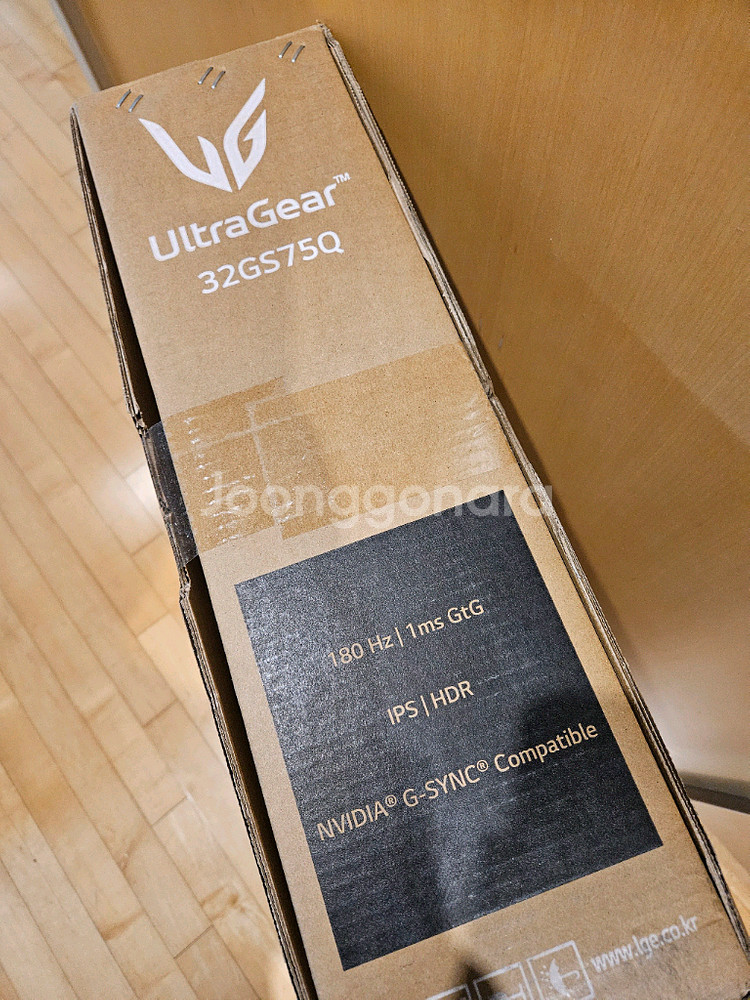 UltraGear™
32GS75Q
Joonggonara
180 Hz | 1ms GtG
IPS | HDR
NVIDIA® G-SYNC® Compatible
www.lge.co.kr